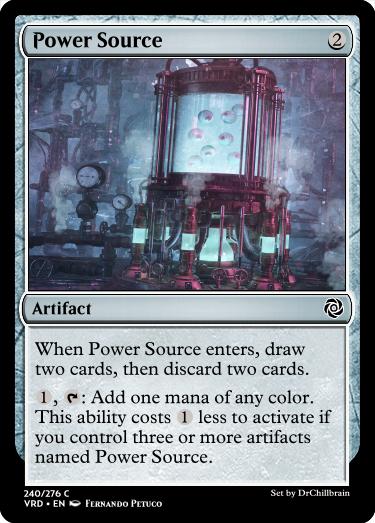 Power Source 2
Artifact
When Power Source enters, draw
two cards, then discard two cards.
1, : Add one mana of any color.
This ability costs 1 less to activate if
you control three or more artifacts
named Power Source.
240/276 C
VRD • EN Fernando Petuco
Set by DrChillbrain